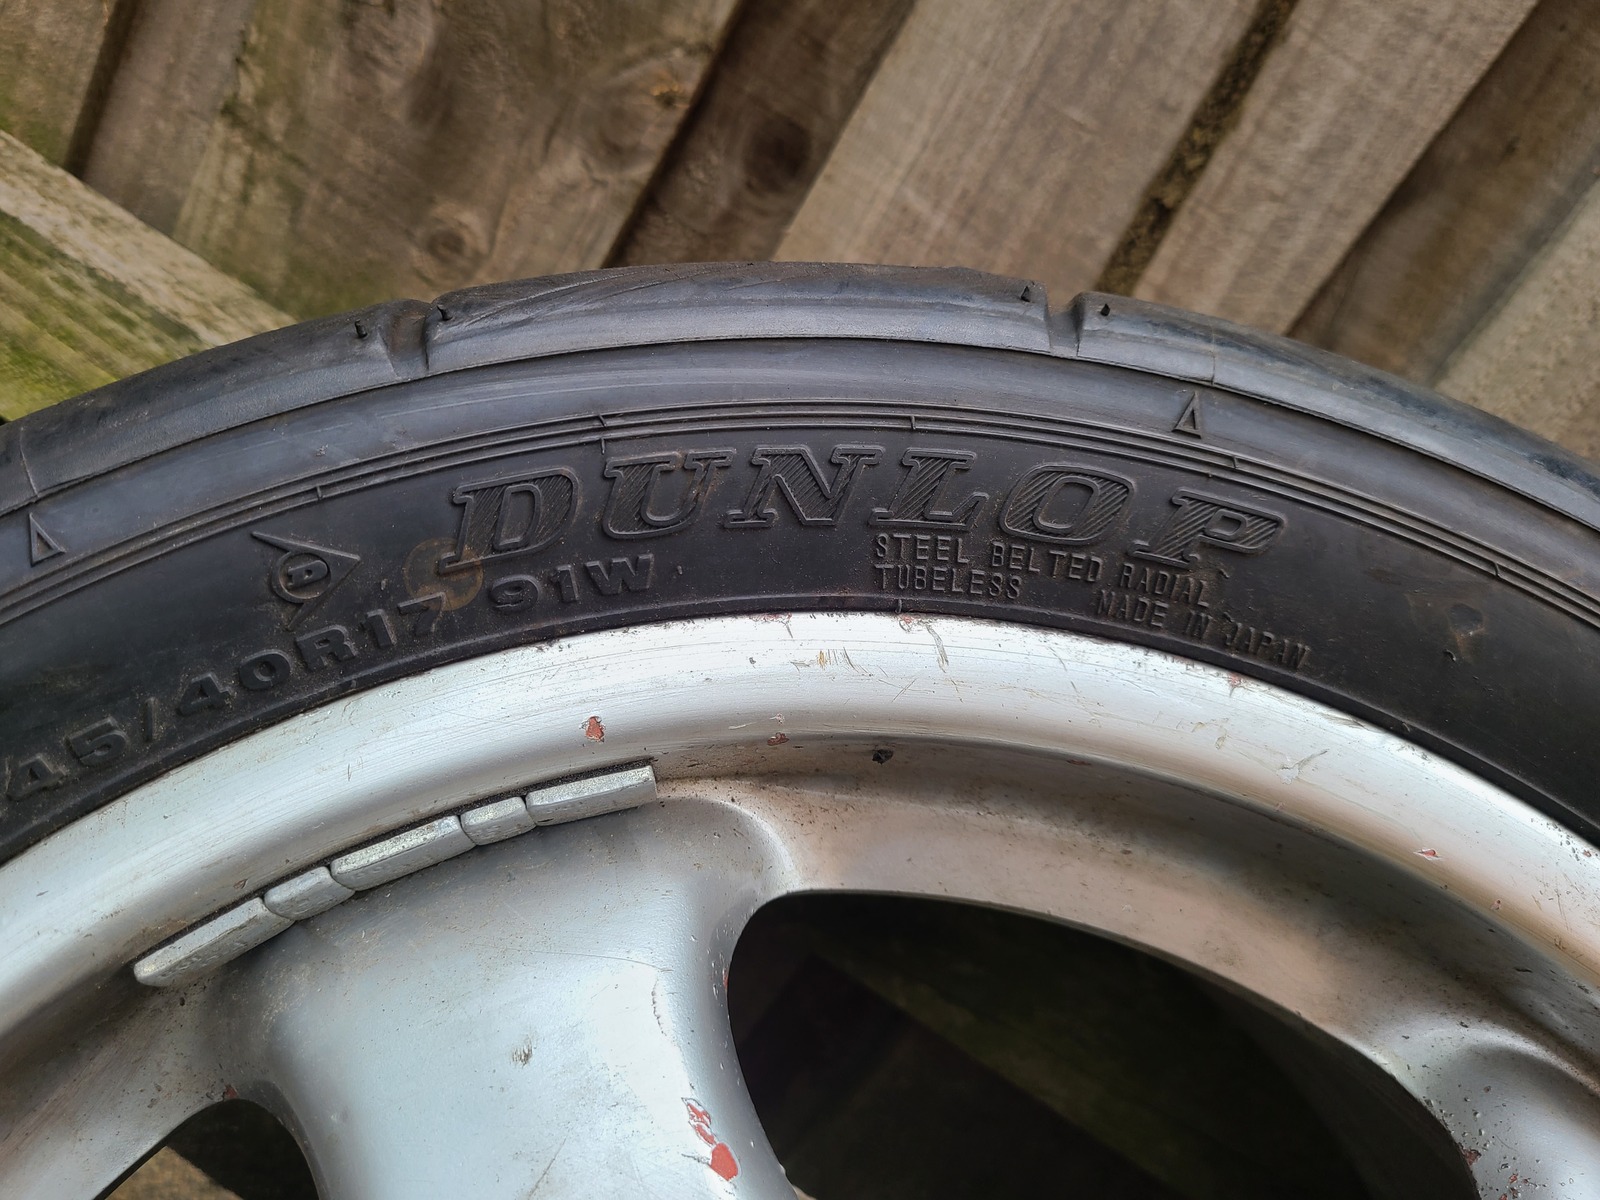 DUNLOP
D
45/40R17 91W
STEEL BELTED RADIAL
TUBELESS
MADE IN JAPAN